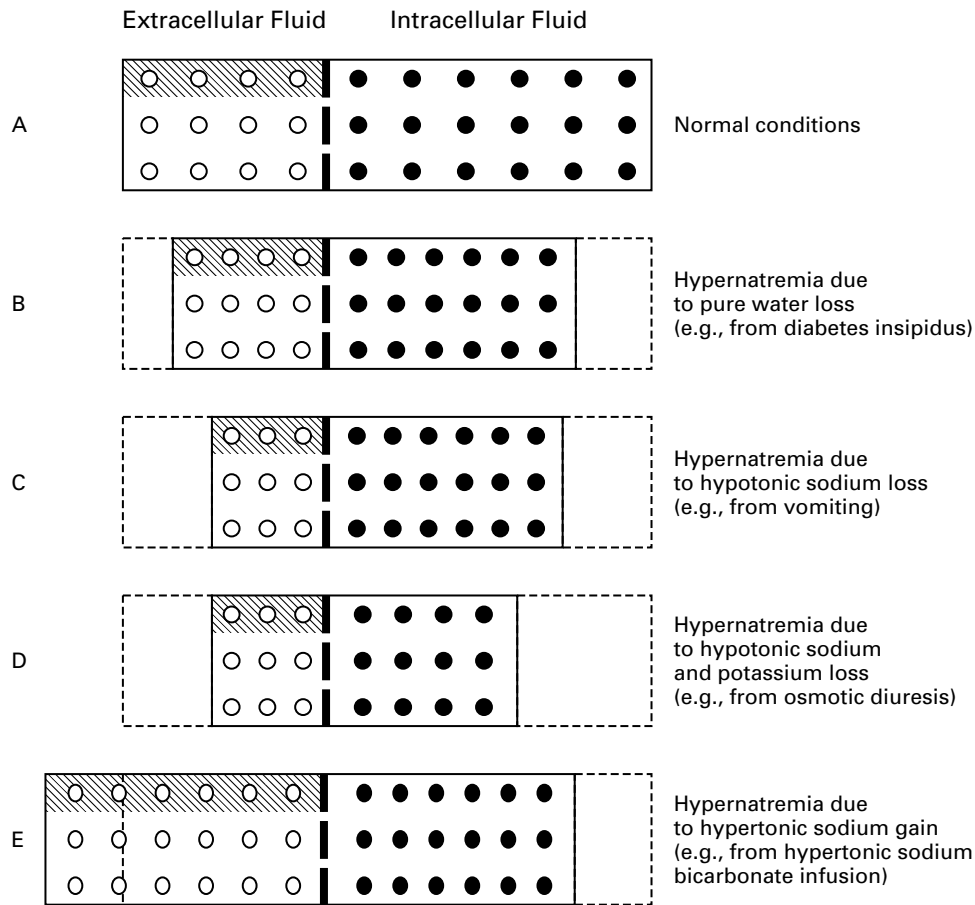 Extracellular Fluid Intracellular Fluid
A
Normal conditions
B
Hypernatremia due
to pure water loss
(e.g., from diabetes insipidus)
C
Hypernatremia due
to hypotonic sodium loss
(e.g., from vomiting)
D
Hypernatremia due
to hypotonic sodium
and potassium loss
(e.g., from osmotic diuresis)
E
Hypernatremia due
to hypertonic sodium gain
(e.g., from hypertonic sodium
bicarbonate infusion)